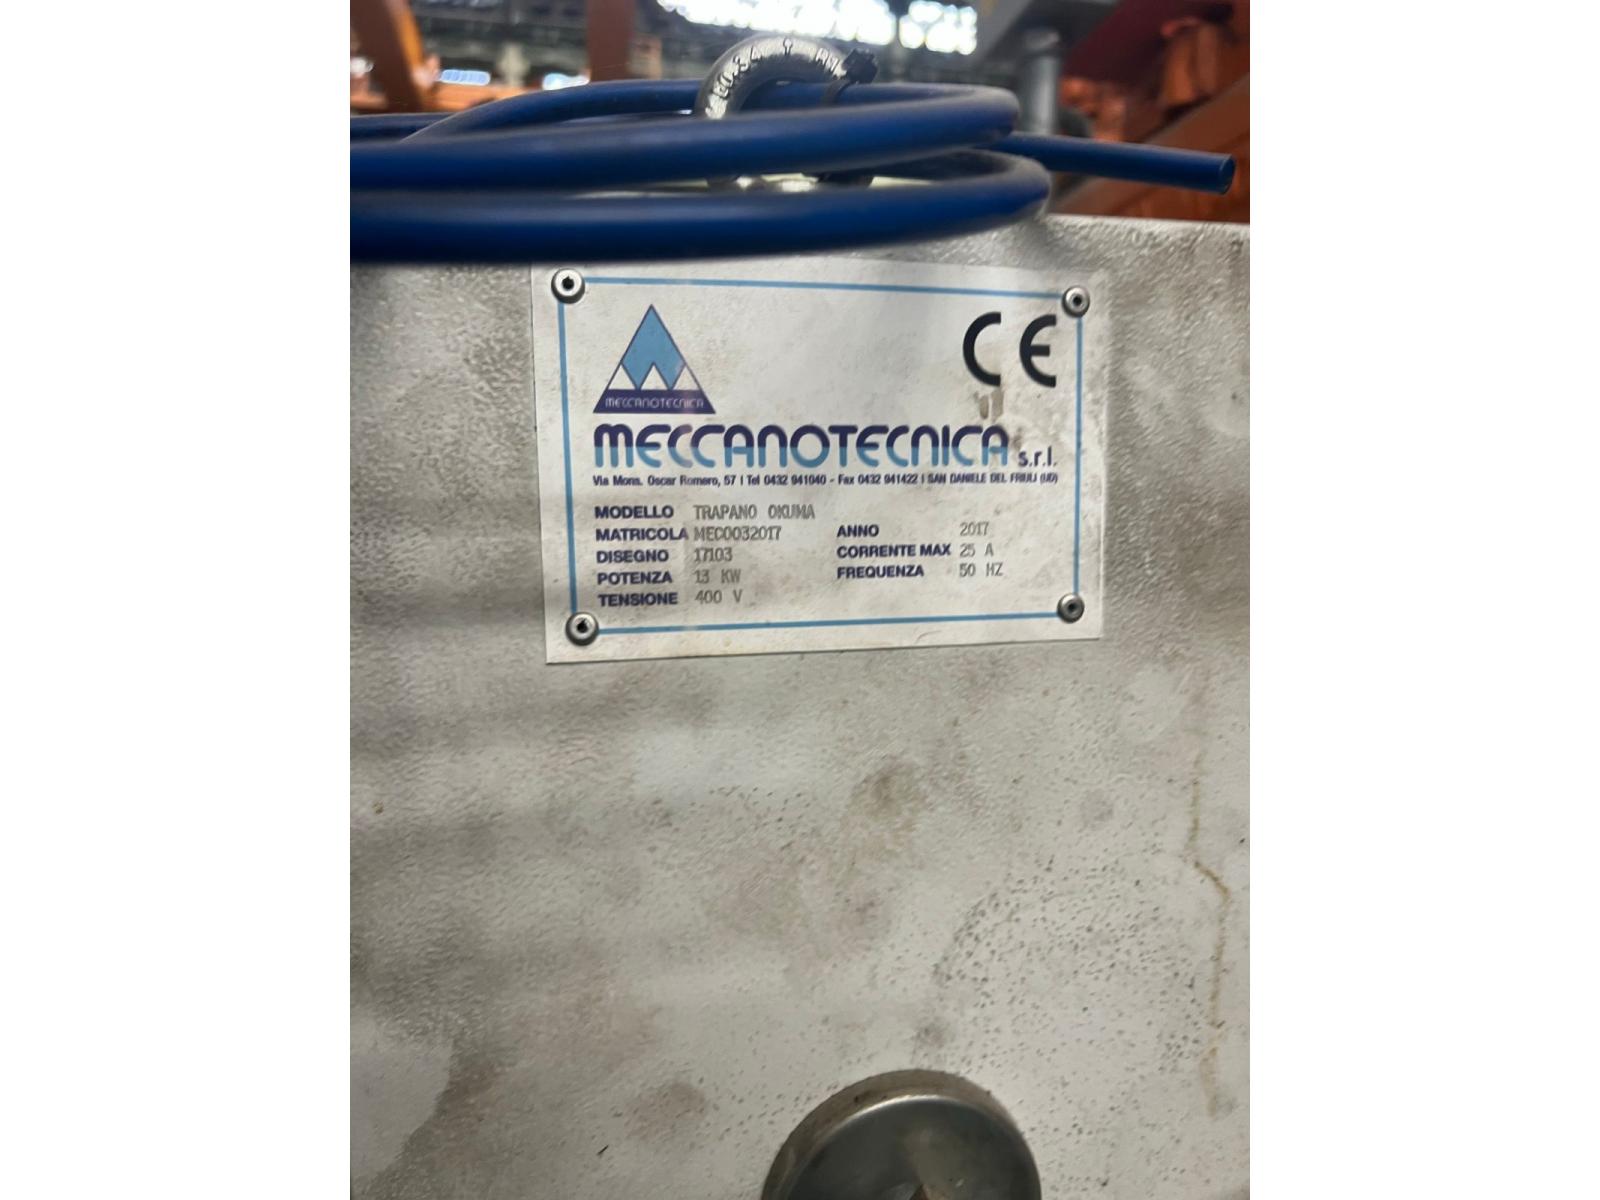 CE
MECCANOTECNICA
MECCANOTECNICA s.r.l.
Via Mons. Oscar Romero, 57 | Tel 0432 941040 - Fax 0432 941422 | SAN DANIELE DEL FRIULI (UD)
MODELLO TRAPANO OKUMA
MATRICOLA MEC0032017 ANNO 2017
DISEGNO 17103 CORRENTE MAX 25 A
POTENZA 13 KW FREQUENZA 50 HZ
TENSIONE 400 V